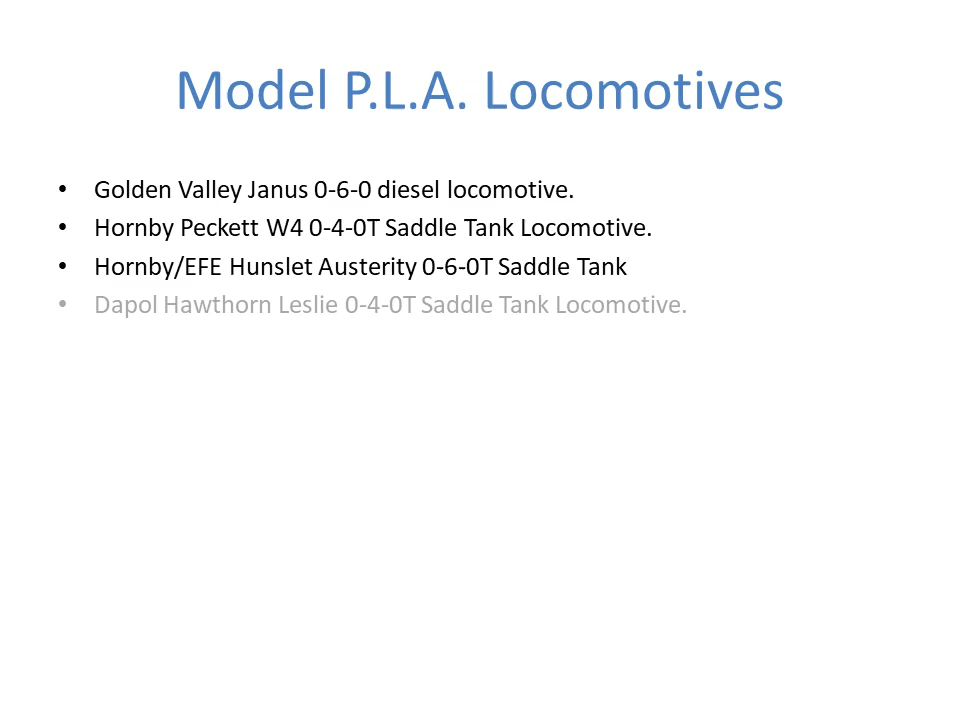 Model P.L.A. Locomotives
• Golden Valley Janus 0-6-0 diesel locomotive.
• Hornby Peckett W4 0-4-0T Saddle Tank Locomotive.
• Hornby/EFE Hunslet Austerity 0-6-0T Saddle Tank
• Dapol Hawthorn Leslie 0-4-0T Saddle Tank Locomotive.